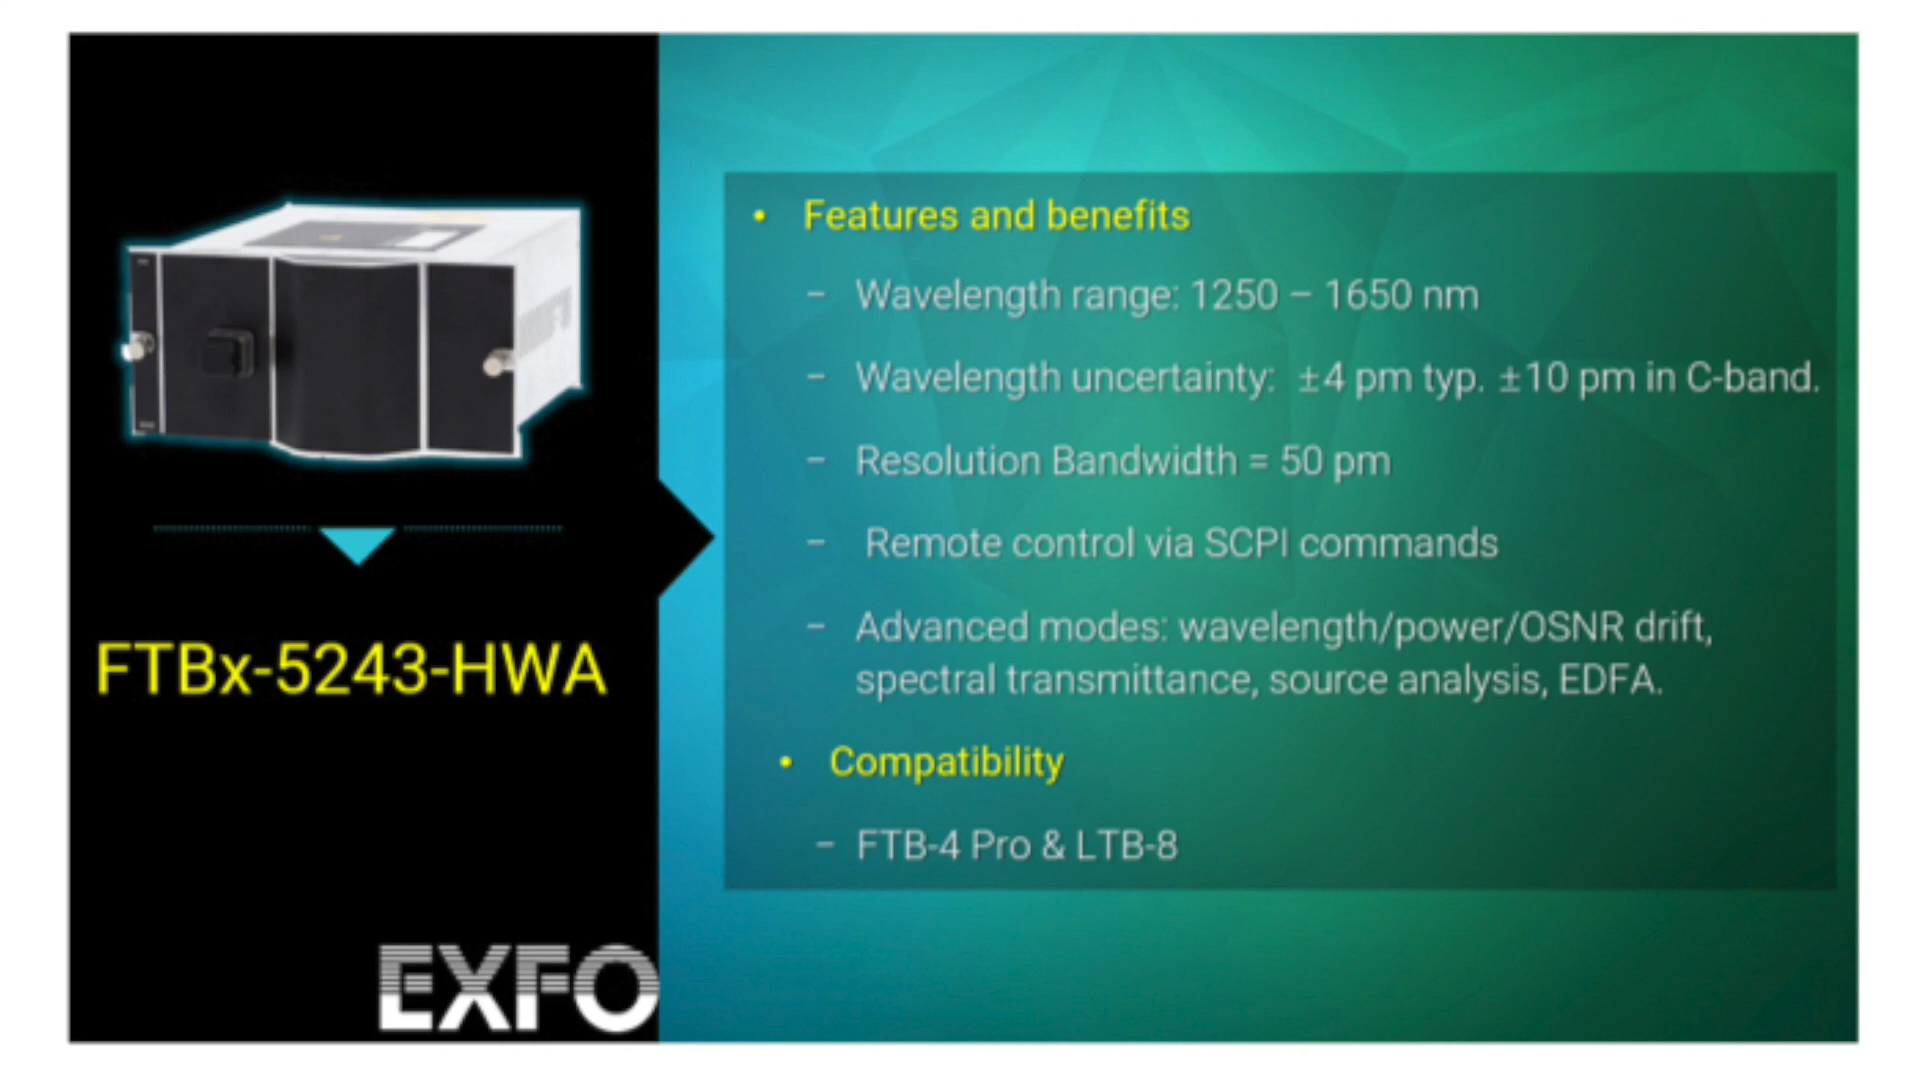 FTBx-5243-HWA
EXFO
• Features and benefits
– Wavelength range: 1250 – 1650 nm
– Wavelength uncertainty: ±4 pm typ. ±10 pm in C-band.
– Resolution Bandwidth = 50 pm
– Remote control via SCPI commands
– Advanced modes: wavelength/power/OSNR drift,
spectral transmittance, source analysis, EDFA.
• Compatibility
– FTB-4 Pro & LTB-8